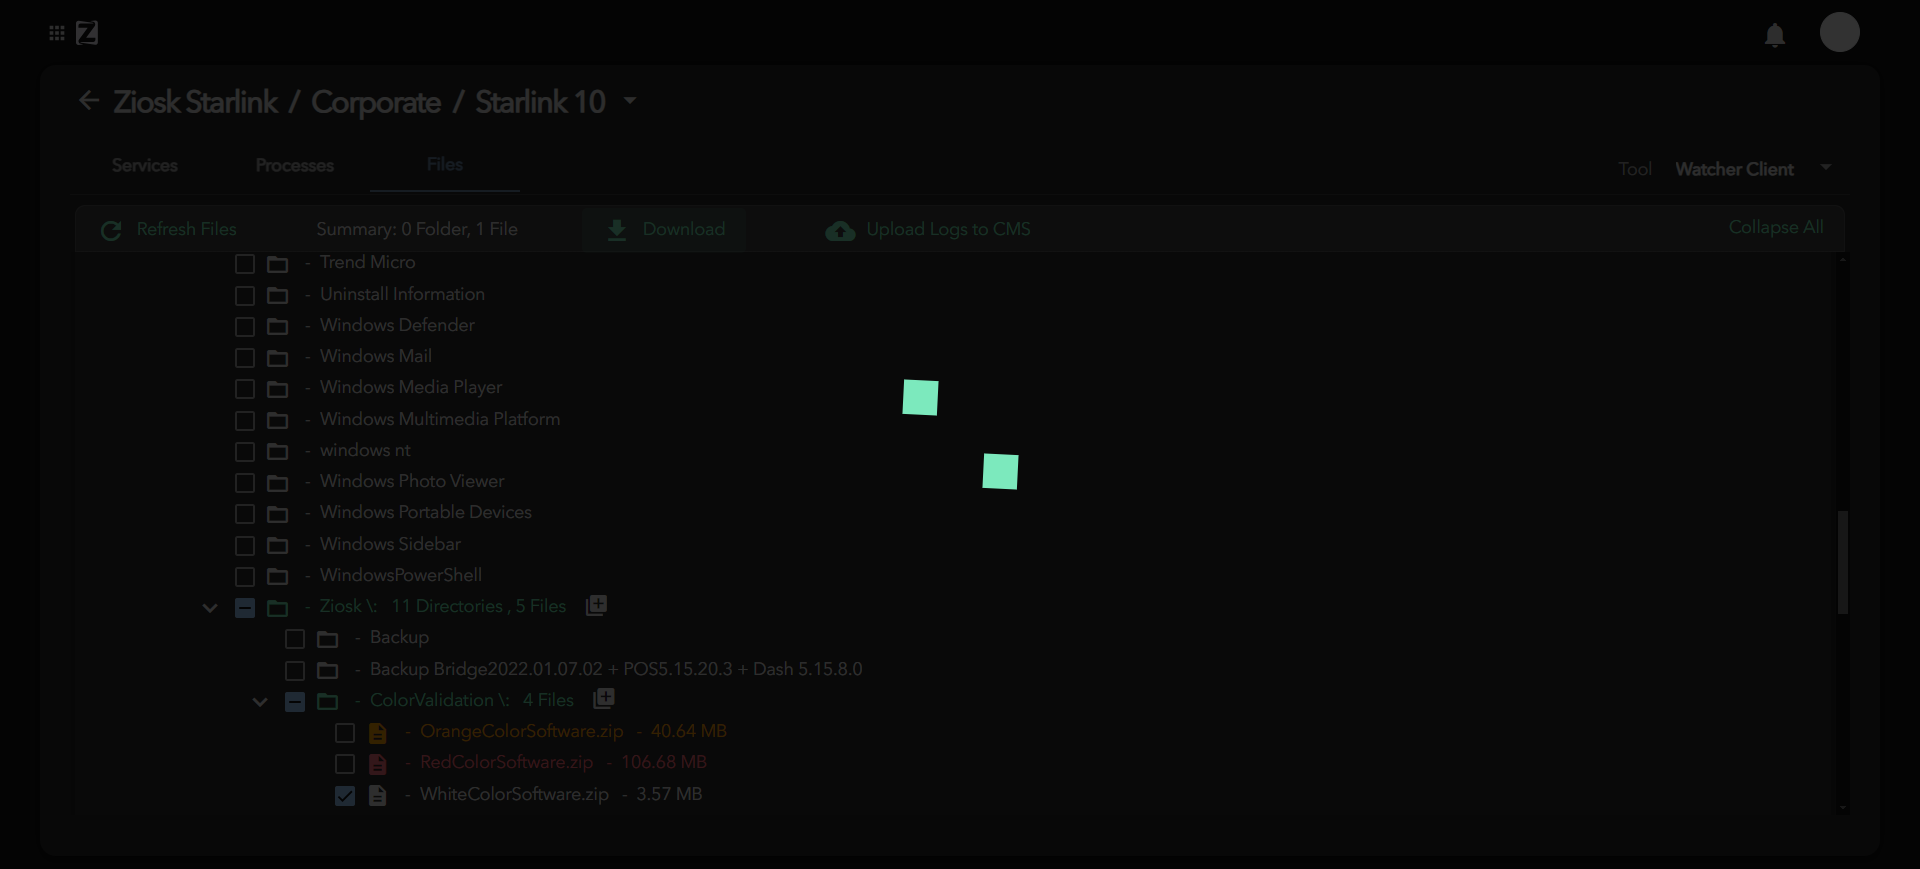 Z
Ziosk Starlink / Corporate / Starlink 10
Services Processes Files Tool Watcher Client
Refresh Files Summary: 0 Folder, 1 File Download Upload Logs to CMS Collapse All
- Trend Micro
- Uninstall Information
- Windows Defender
- Windows Mail
- Windows Media Player
- Windows Multimedia Platform
- windows nt
- Windows Photo Viewer
- Windows Portable Devices
- Windows Sidebar
- WindowsPowerShell
- Ziosk \: 11 Directories , 5 Files
- Backup
- Backup Bridge2022.01.07.02 + POS5.15.20.3 + Dash 5.15.8.0
- ColorValidation \: 4 Files
- OrangeColorSoftware.zip - 40.64 MB
- RedColorSoftware.zip - 106.68 MB
- WhiteColorSoftware.zip - 3.57 MB